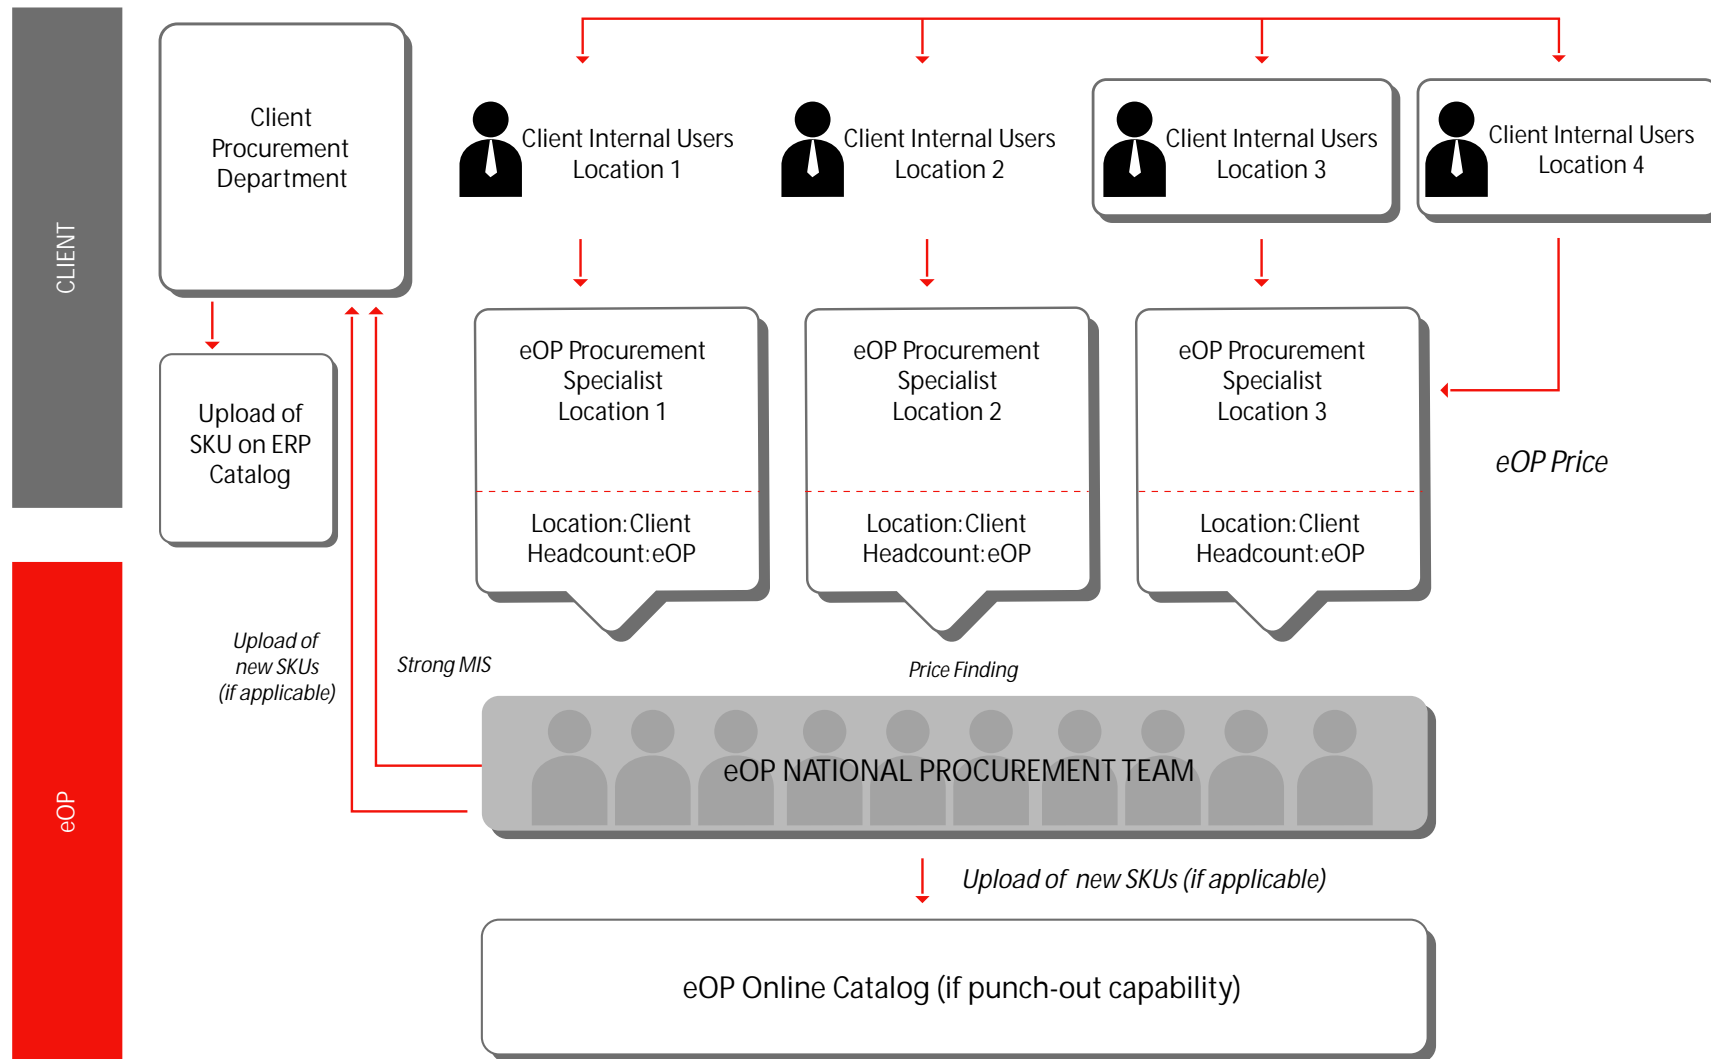 CLIENT
Client
Procurement
Department
Client Internal Users
Location 1
Client Internal Users
Location 2
Client Internal Users
Location 3
Client Internal Users
Location 4
Upload of
SKU on ERP
Catalog
eOP Procurement
Specialist
Location 1
Location:Client
Headcount:eOP
eOP Procurement
Specialist
Location 2
Location:Client
Headcount:eOP
eOP Procurement
Specialist
Location 3
Location:Client
Headcount:eOP
eOP Price
eOP
Upload of
new SKUs
(if applicable)
Strong MIS
Price Finding
eOP NATIONAL PROCUREMENT TEAM
Upload of new SKUs (if applicable)
eOP Online Catalog (if punch-out capability)